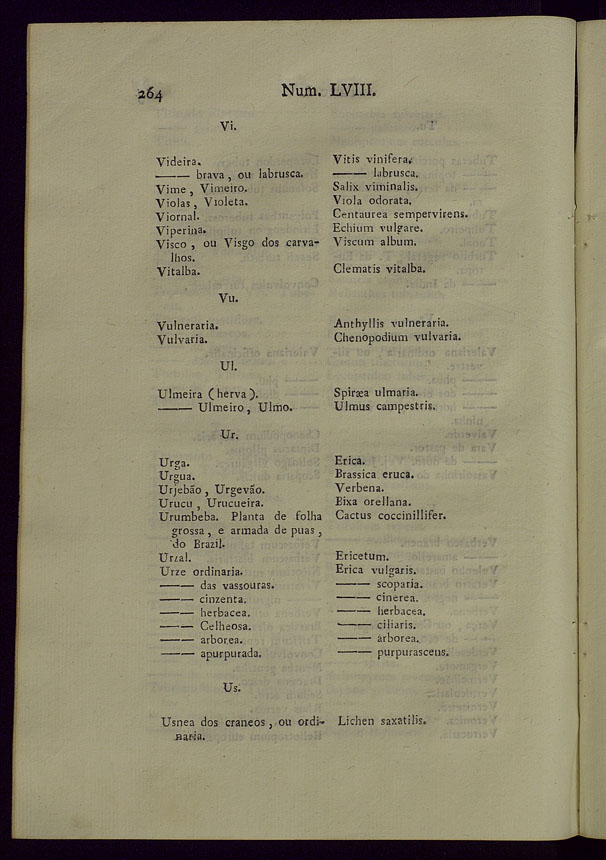 264 Num. LVIII.
Vi.
Videira. Vitis vinifera.
—— brava, ou labrusca. —— labrusca.
Vime, Vimeiro. Salix viminalis.
Violas, Violeta. Viola odorata.
Viornal. Centaurea sempervirens.
Viperina. Echium vulgare.
Visco, ou Visgo dos carva- Viscum album.
lhos.
Vitalba. Clematis vitalba.
Vu.
Vulneraria. Anthyllis vulneraria.
Vulvaria. Chenopodium vulvaria.
Ul.
Ulmeira (herva). Spiræa ulmaria.
—— Ulmeiro, Ulmo. Ulmus campestris.
Ur.
Urga. Erica.
Urgua. Brassica eruca.
Urjebão, Urgevão. Verbena.
Urucu, Urucueira. Bixa orellana.
Urumbeba. Planta de folha Cactus coccinillifer.
grossa, e armada de puas,
do Brazil.
Urzal. Ericetum.
Urze ordinaria. Erica vulgaris.
—— das vassouras. —— scoparia.
—— cinzenta. —— cinerea.
—— herbacea. —— herbacea.
—— Celheosa. —— ciliaris.
—— arborea. —— arborea.
—— apurpurada. —— purpurascens.
Us.
Usnea dos craneos, ou ordi- Lichen saxatilis.
naria.